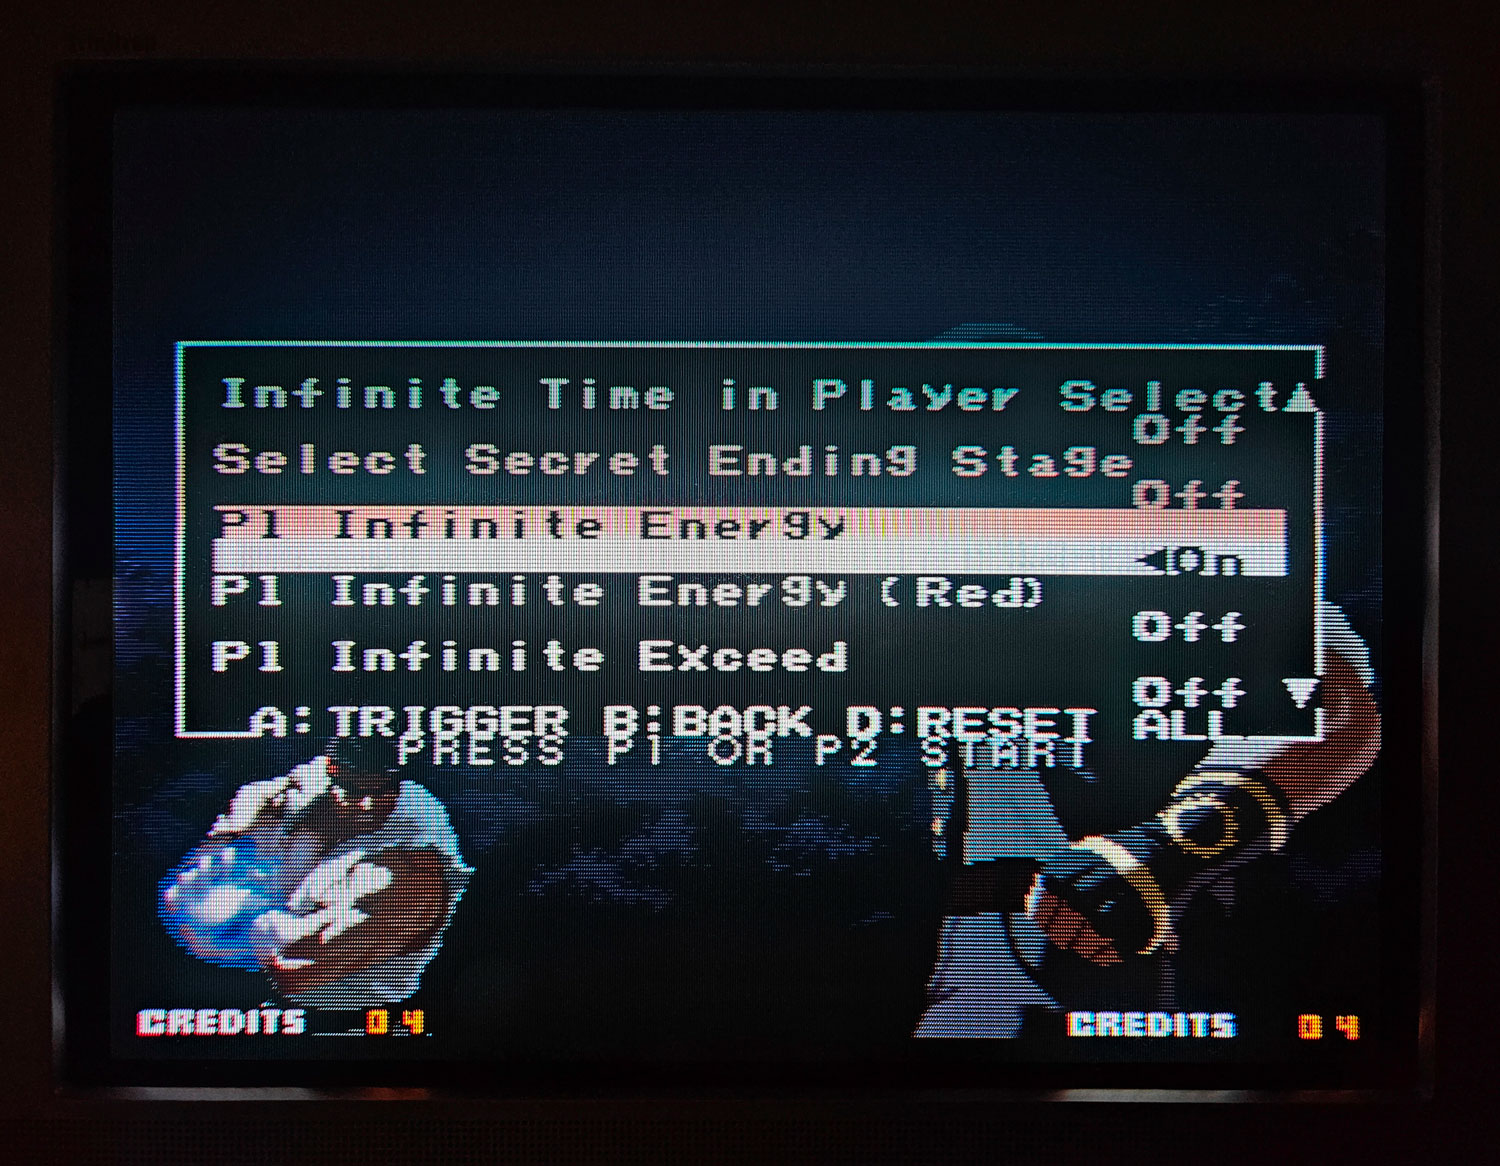 Infinite Time in Player Select▲
Off
Select Secret Ending Stage
Off
P1 Infinite Energy
◀On
P1 Infinite Energy (Red)
Off
P1 Infinite Exceed
Off ▼
A:TRIGGER B:BACK D:RESET ALL
PRESS P1 OR P2 START
CREDITS 04
CREDITS 04